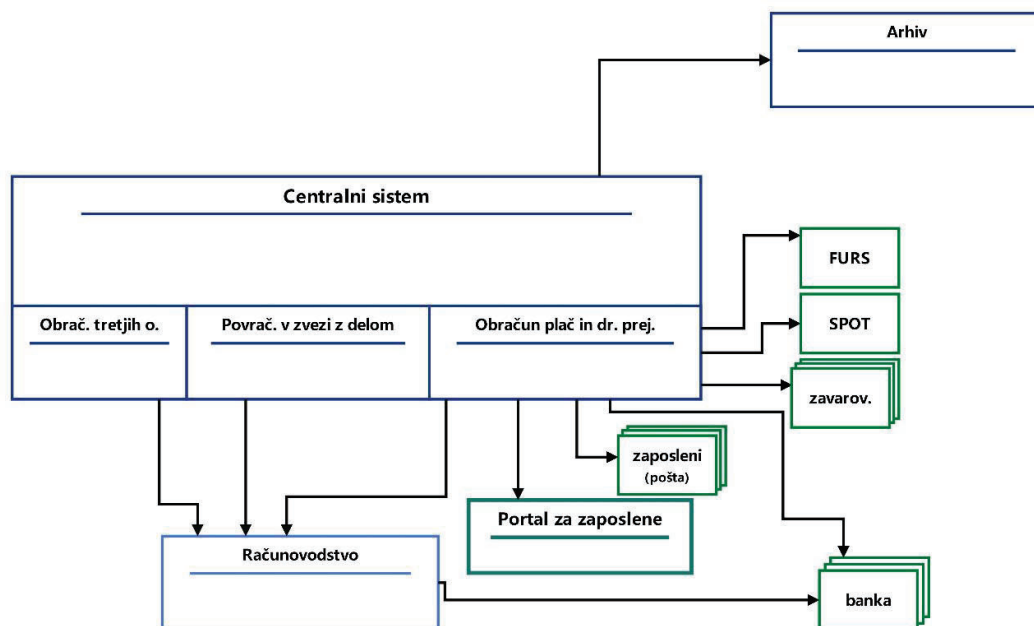 Arhiv
Centralni sistem
FURS
Obrač. tretjih o.
Povrač. v zvezi z delom
Obračun plač in dr. prej.
SPOT
zavarov.
zaposleni
(pošta)
Portal za zaposlene
Računovodstvo
banka